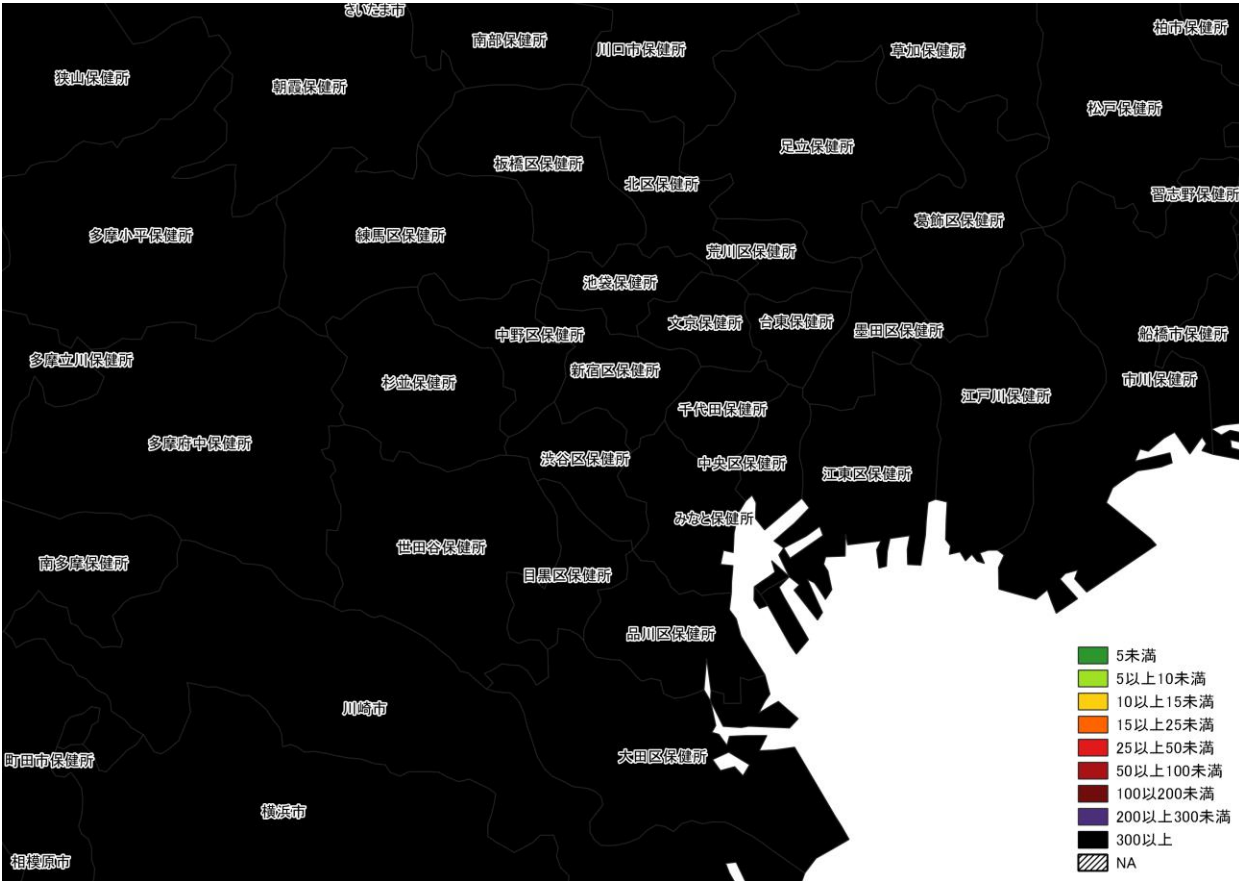 さいたま市
柏市保健所
南部保健所
川口市保健所
草加保健所
狭山保健所
朝霞保健所
松戸保健所
足立保健所
板橋区保健所
北区保健所
習志野保健所
葛飾区保健所
多摩小平保健所
練馬区保健所
荒川区保健所
池袋保健所
文京保健所
台東保健所
墨田区保健所
中野区保健所
船橋市保健所
多摩立川保健所
新宿区保健所
杉並保健所
市川保健所
江戸川保健所
千代田保健所
多摩府中保健所
渋谷区保健所
中央区保健所
江東区保健所
みなと保健所
世田谷保健所
南多摩保健所
目黒区保健所
品川区保健所
川崎市
大田区保健所
町田市保健所
横浜市
相模原市
5未満
5以上10未満
10以上15未満
15以上25未満
25以上50未満
50以上100未満
100以200未満
200以上300未満
300以上
NA